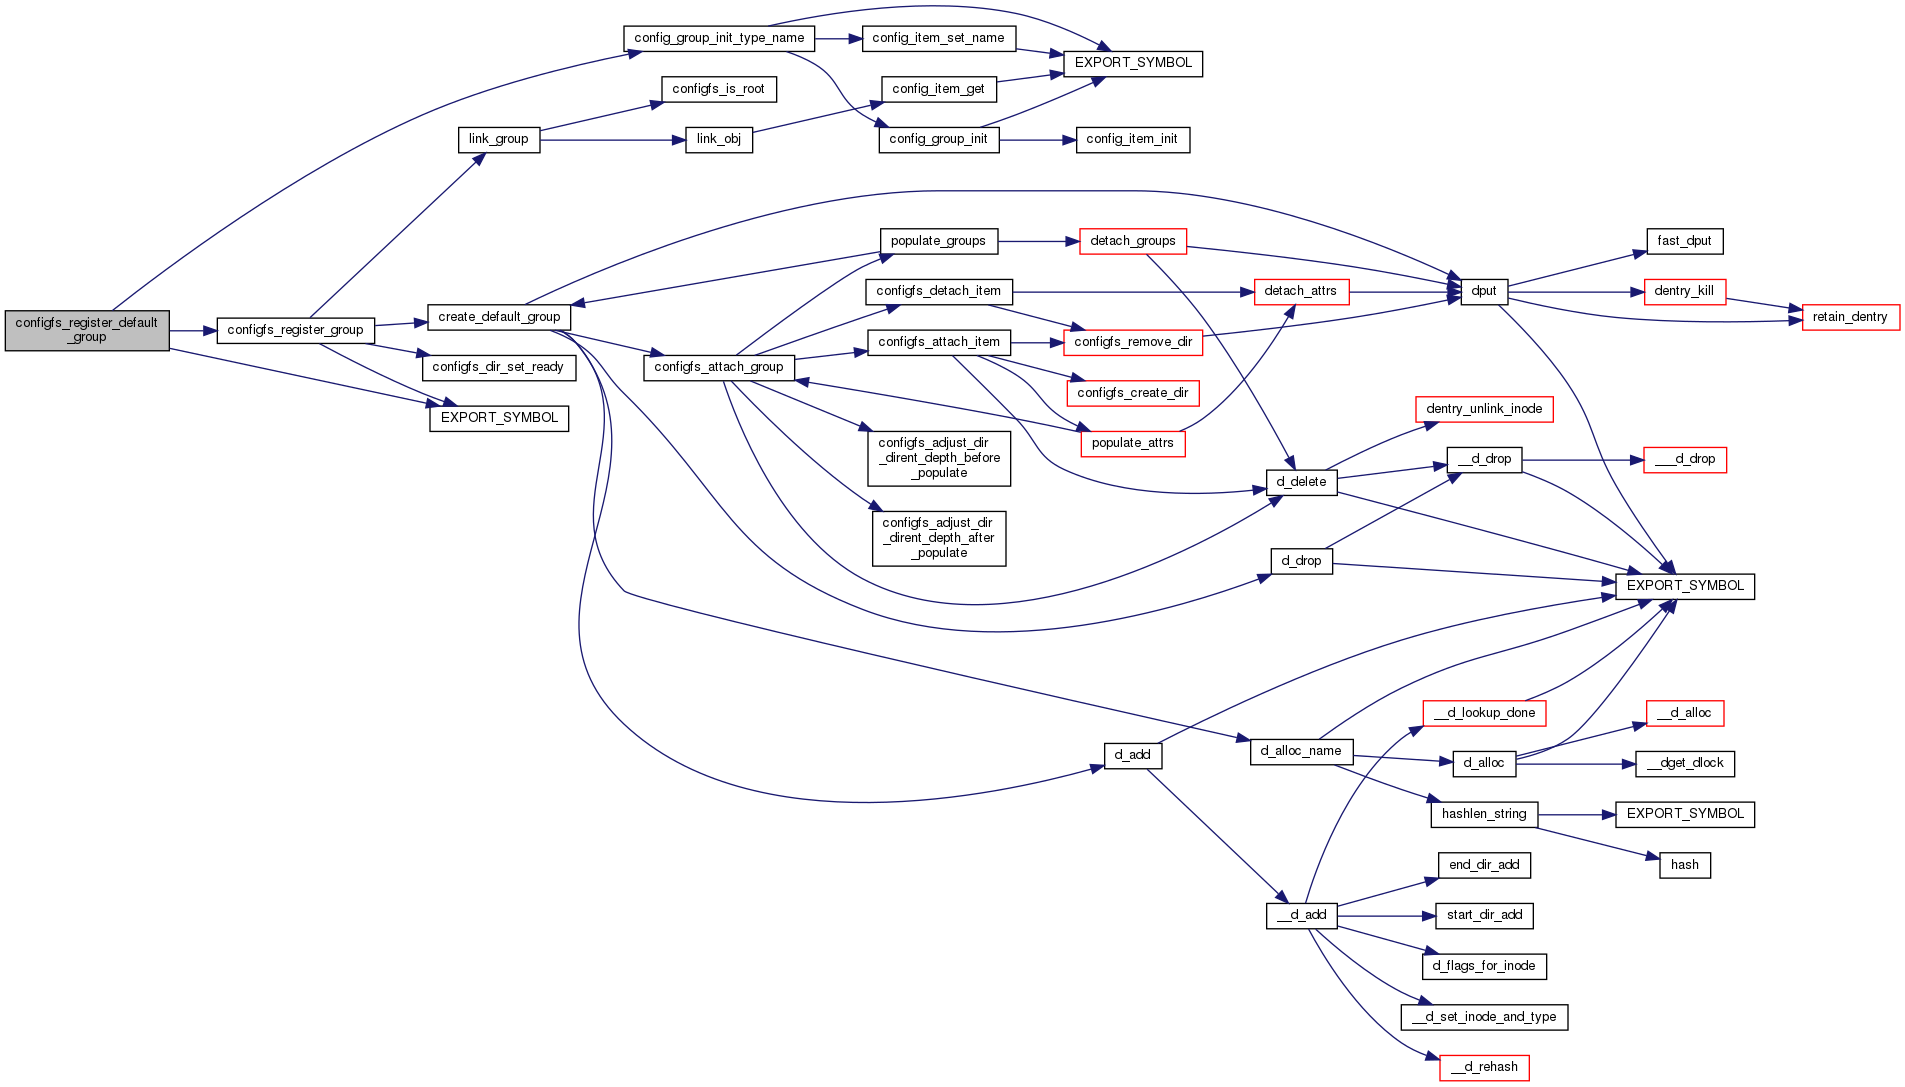 configfs_register_default
_group
configfs_register_group
config_group_init_type_name
link_group
create_default_group
configfs_dir_set_ready
EXPORT_SYMBOL
configfs_is_root
link_obj
config_item_set_name
config_item_get
config_group_init
EXPORT_SYMBOL
config_item_init
configfs_attach_group
populate_groups
configfs_detach_item
configfs_attach_item
configfs_adjust_dir
_dirent_depth_before
_populate
configfs_adjust_dir
_dirent_depth_after
_populate
detach_groups
configfs_remove_dir
configfs_create_dir
populate_attrs
detach_attrs
d_delete
d_drop
d_add
d_alloc_name
__d_add
dput
dentry_unlink_inode
__d_drop
__d_lookup_done
d_alloc
hashlen_string
end_dir_add
start_dir_add
d_flags_for_inode
__d_set_inode_and_type
__d_rehash
fast_dput
dentry_kill
retain_dentry
___d_drop
EXPORT_SYMBOL
__d_alloc
__dget_dlock
EXPORT_SYMBOL
hash